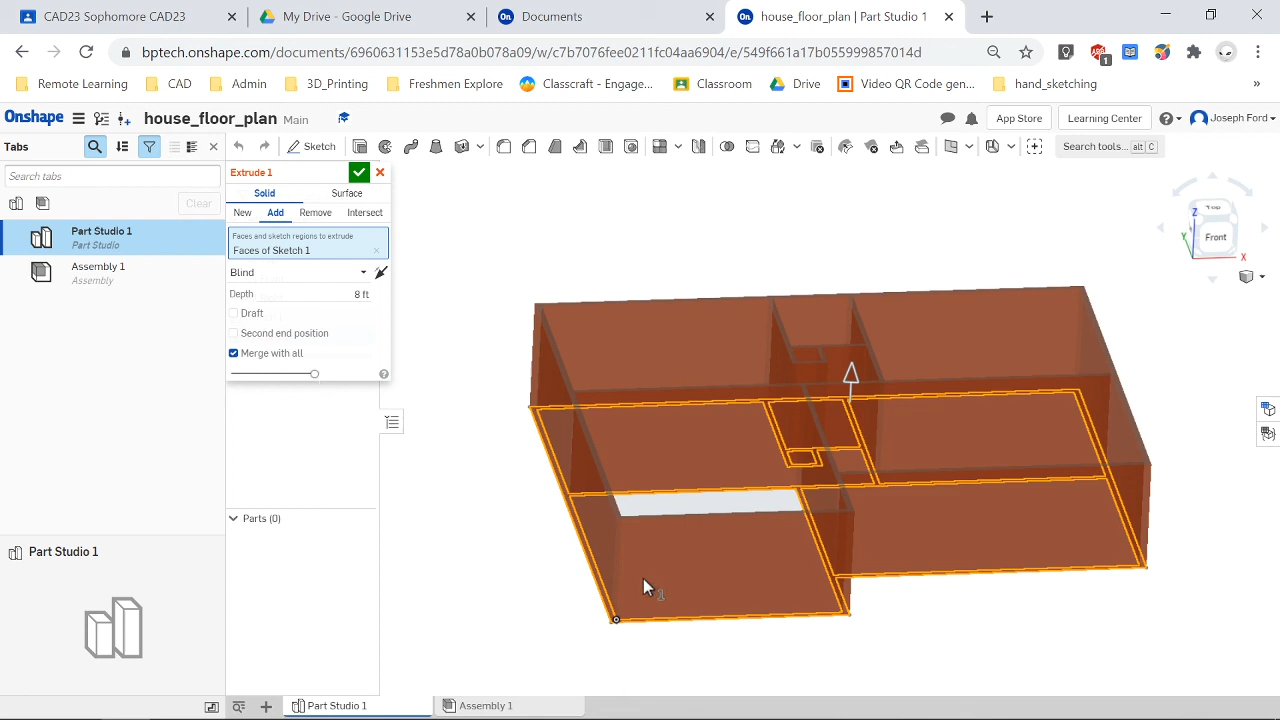 CAD23 Sophomore CAD23
My Drive - Google Drive
Documents
house_floor_plan | Part Studio 1
bptech.onshape.com/documents/6960631153e5d78a0b078a09/w/c7b7076fee0211fc04aa6904/e/549f661a17b055999857014d
1
Remote Learning
CAD
Admin
3D_Printing
Freshmen Explore
Classcraft - Engage...
Classroom
Drive
Video QR Code gen...
hand_sketching
»
Onshape
house_floor_plan Main
App Store
Learning Center
Joseph Ford
Tabs
Sketch
Search tools... alt C
Search tabs
Clear
Part Studio 1
Part Studio
Assembly 1
Assembly
Extrude 1
Solid
Surface
New
Add
Remove
Intersect
Faces and sketch regions to extrude
Faces of Sketch 1
Blind
Depth
8 ft
Draft
Second end position
Merge with all
Parts (0)
Part Studio 1
Top
Front
Z
Y
X
1
Part Studio 1
Assembly 1